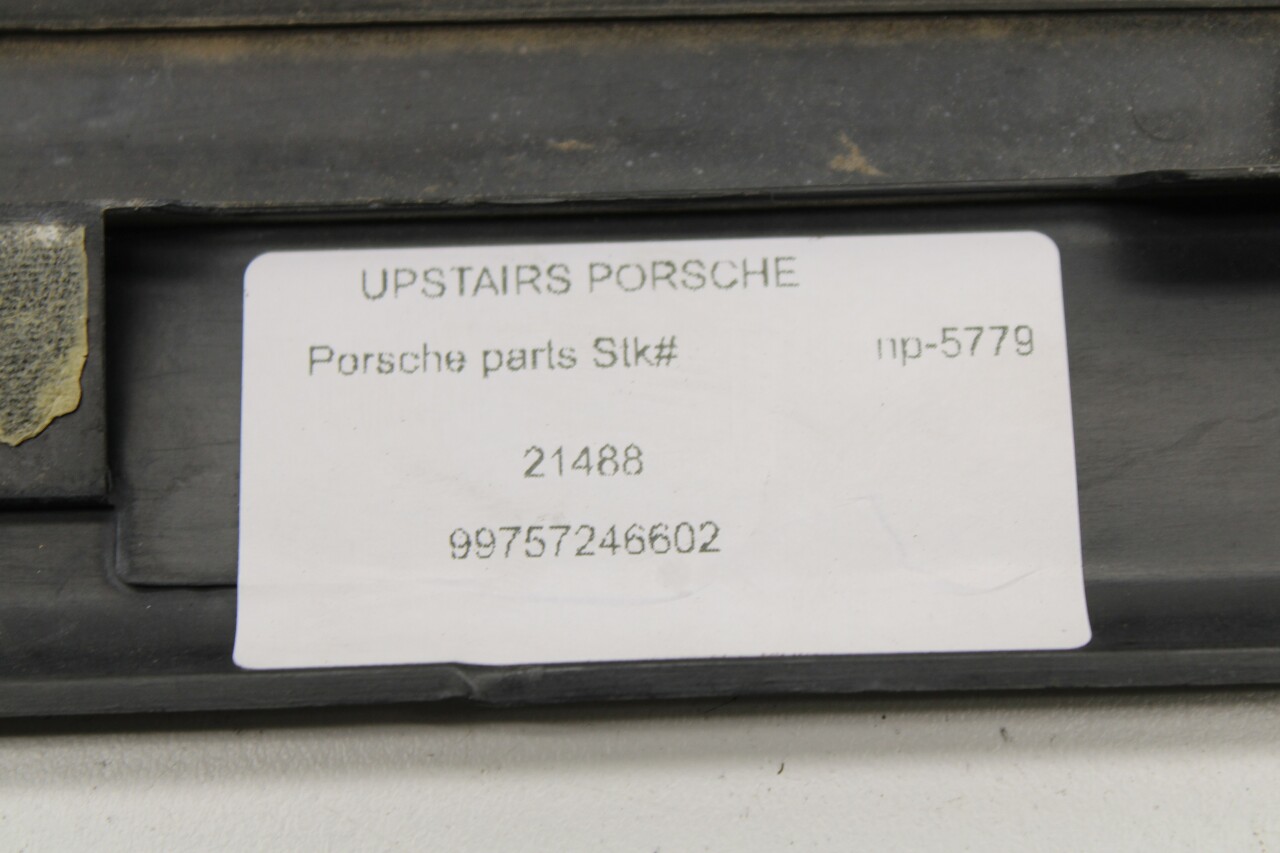 UPSTAIRS PORSCHE
Porsche parts Stk# np-5779
21488
99757246602